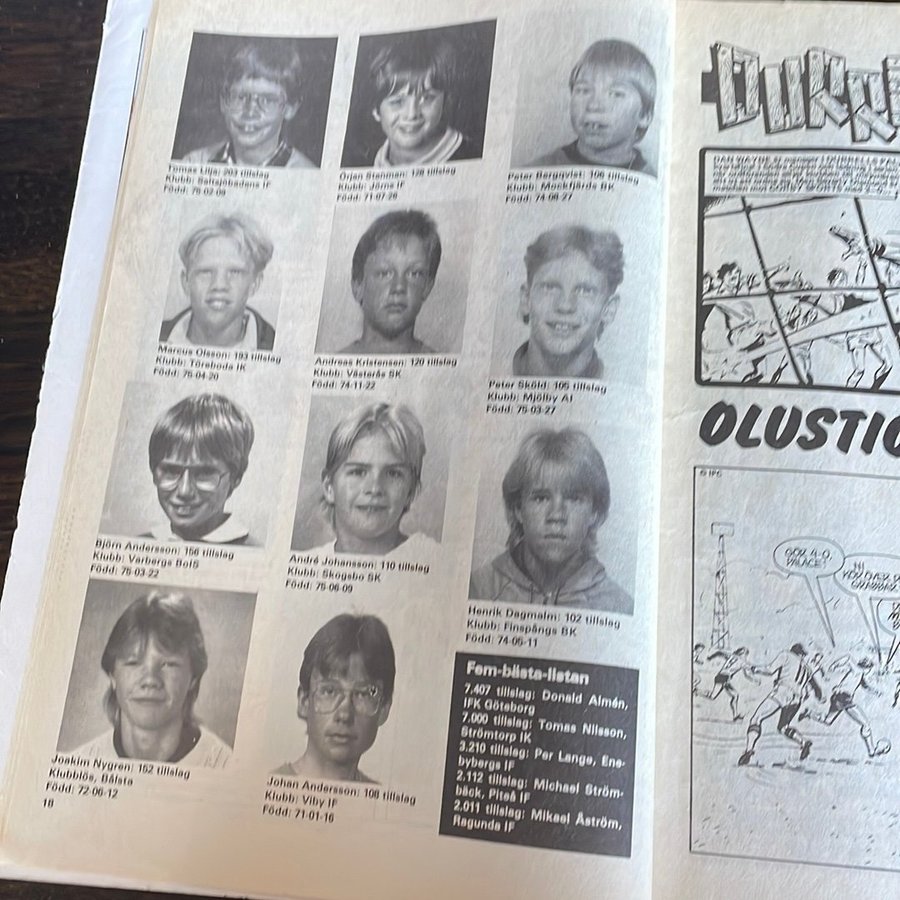 Tomas Lilja: 203 tillslag
Klubb: Saltsjöbadens IF
Född: 75-02-09
Marcus Olsson: 193 tillslag
Klubb: Töreboda IK
Född: 75-04-20
Björn Andersson: 156 tillslag
Klubb: Varbergs BoIS
Född: 75-03-22
Joakim Nygren: 152 tillslag
Klubblös, Bålsta
Född: 72-06-12
18
Örjan Stenman: 128 tillslag
Klubb: Järna IF
Född: 71-07-26
Andreas Kristensen: 120 tillslag
Klubb: Västerås SK
Född: 74-11-22
André Johansson: 110 tillslag
Klubb: Skogsbo SK
Född: 75-06-09
Johan Andersson: 108 tillslag
Klubb: Viby IF
Född: 71-01-16
Peter Bergqvist: 106 tillslag
Klubb: Mockfjärds BK
Född: 74-08-27
Peter Sköld: 105 tillslag
Klubb: Mjölby AI
Född: 75-03-27
Henrik Dagmalm: 102 tillslag
Klubb: Finspångs BK
Född: 74-05-11
Fem-bästa-listan
7.407 tillslag: Donald Almén,
IFK Göteborg
7.000 tillslag: Tomas Nilsson,
Strömtorp IK
3.210 tillslag: Per Lange, Ene-
bybergs IF
2.112 tillslag: Michael Ström-
bäck, Piteå IF
2.011 tillslag: Mikael Åström,
Ragunda IF
OLUSTIG
© IPC
GÖR 4-0,
PALACE!